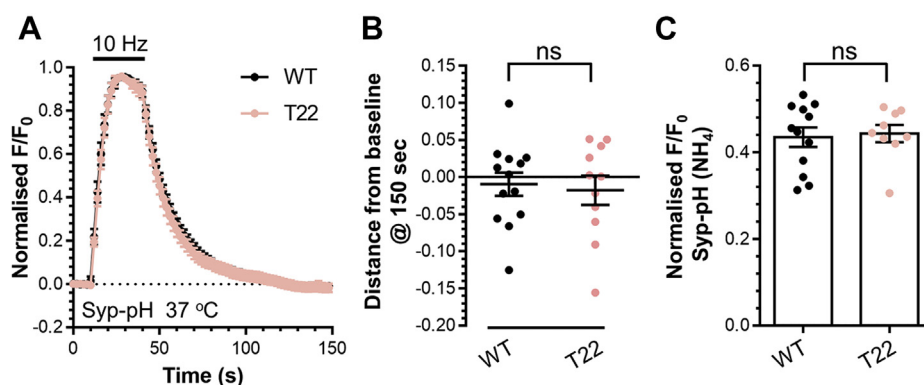 A
10 Hz
WT
T22
Normalised F/F0
1.0
0.8
0.6
0.4
0.2
0.0
-0.2
Syp-pH 37 ºC
0
50
100
150
Time (s)
B
ns
Distance from baseline
@ 150 sec
0.15
0.10
0.05
0.00
-0.05
-0.10
-0.15
-0.20
WT
T22
C
ns
Normalised F/F0
Syp-pH (NH4)
0.6
0.4
0.2
0.0
WT
T22